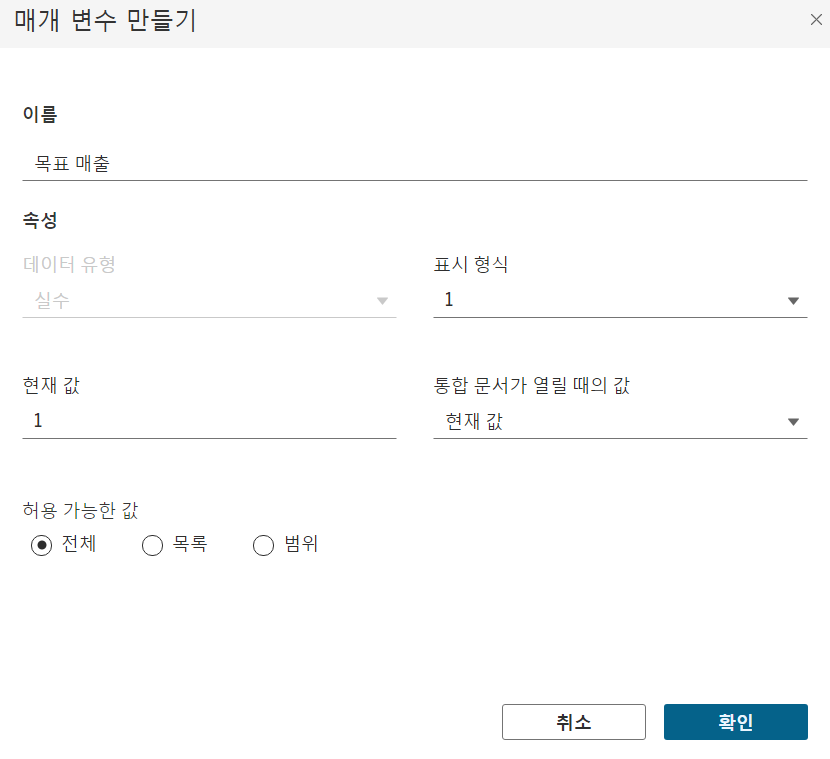 매개 변수 만들기
이름
목표 매출
속성
데이터 유형
표시 형식
실수
1
현재 값
통합 문서가 열릴 때의 값
1
현재 값
허용 가능한 값
전체
목록
범위
취소
확인